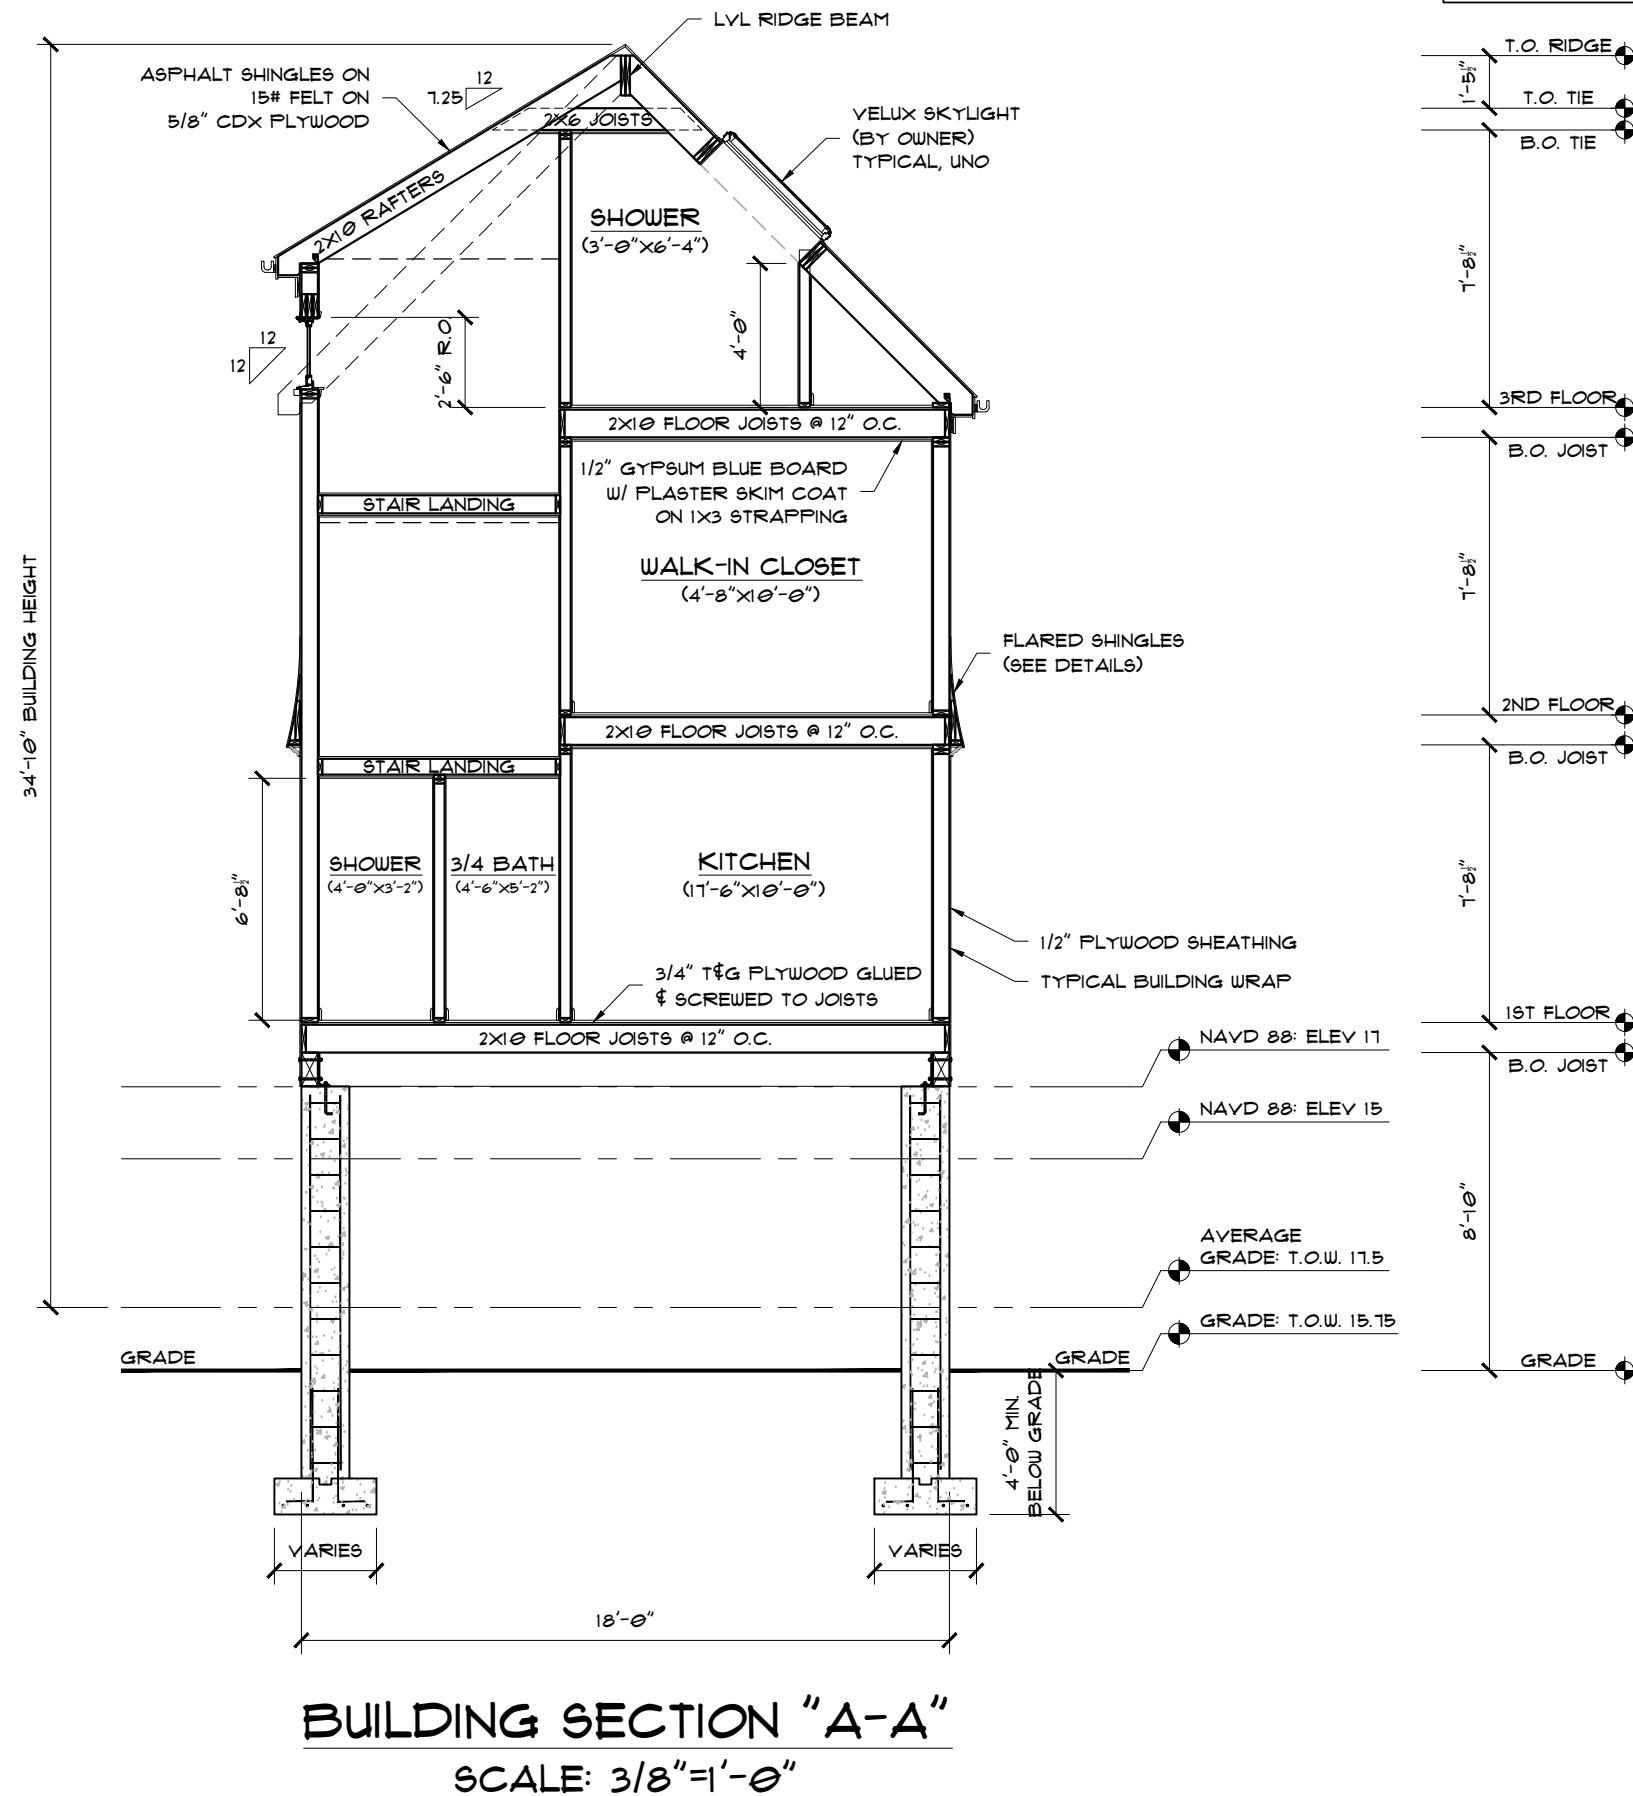 LVL RIDGE BEAM
ASPHALT SHINGLES ON
15# FELT ON
5/8" CDX PLYWOOD
12
7.25
2X6 JOISTS
VELUX SKYLIGHT
(BY OWNER)
TYPICAL, UNO
2X10 RAFTERS
SHOWER
(3'-0"X6'-4")
12
12
2'-6" R.O.
4'-0"
2X10 FLOOR JOISTS @ 12" O.C.
1/2" GYPSUM BLUE BOARD
W/ PLASTER SKIM COAT
ON 1X3 STRAPPING
STAIR LANDING
WALK-IN CLOSET
(4'-8"X10'-0")
34'-10" BUILDING HEIGHT
FLARED SHINGLES
(SEE DETAILS)
2X10 FLOOR JOISTS @ 12" O.C.
STAIR LANDING
6'-8½"
SHOWER
(4'-0"X3'-2")
3/4 BATH
(4'-6"X5'-2")
KITCHEN
(17'-6"X10'-0")
1/2" PLYWOOD SHEATHING
TYPICAL BUILDING WRAP
3/4" T&G PLYWOOD GLUED
& SCREWED TO JOISTS
2X10 FLOOR JOISTS @ 12" O.C.
NAVD 88: ELEV 17
NAVD 88: ELEV 15
AVERAGE
GRADE: T.O.W. 17.5
GRADE: T.O.W. 15.75
GRADE
GRADE
4'-0" MIN.
BELOW GRADE
VARIES
VARIES
18'-0"
T.O. RIDGE
1'-5½"
T.O. TIE
B.O. TIE
7'-8½"
3RD FLOOR
B.O. JOIST
7'-8½"
2ND FLOOR
B.O. JOIST
7'-8½"
1ST FLOOR
B.O. JOIST
8'-10"
GRADE
BUILDING SECTION "A-A"
SCALE: 3/8"=1'-0"